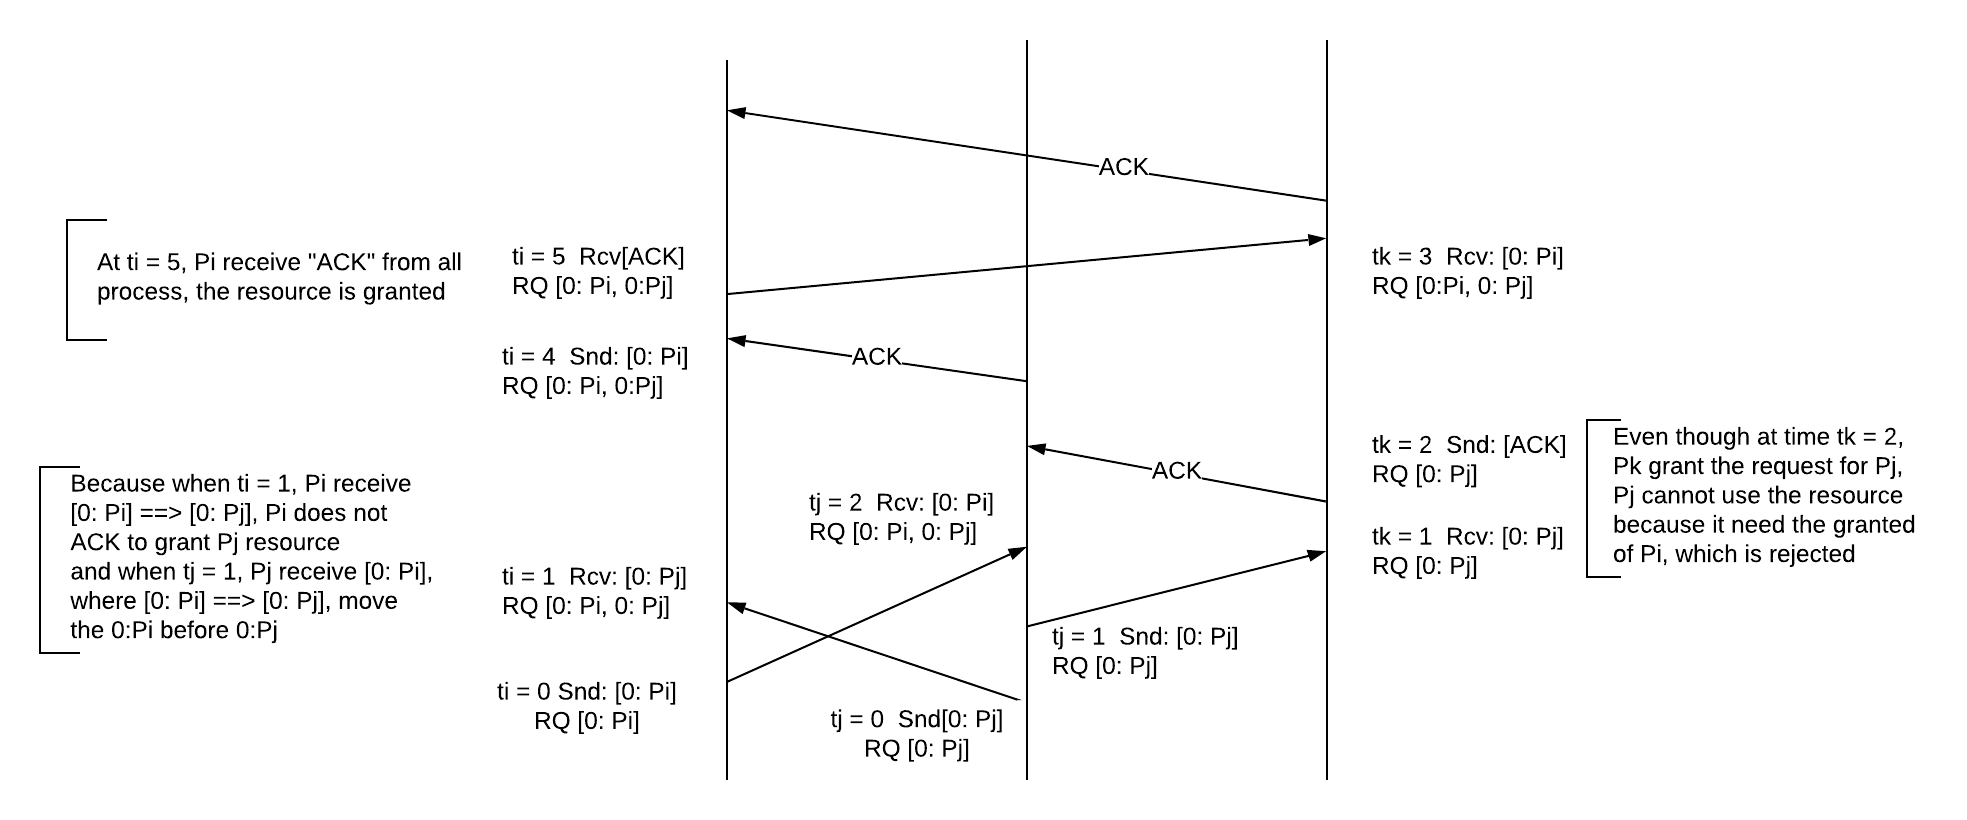 ACK
At ti = 5, Pi receive "ACK" from all
process, the resource is granted
ti = 5  Rcv[ACK]
RQ [0: Pi, 0:Pj]
tk = 3  Rcv: [0: Pi]
RQ [0:Pi, 0: Pj]
ti = 4  Snd: [0: Pi]
RQ [0: Pi, 0:Pj]
ACK
Because when ti = 1, Pi receive
[0: Pi] ==> [0: Pj], Pi does not
ACK to grant Pj resource
and when tj = 1, Pj receive [0: Pi],
where [0: Pi] ==> [0: Pj], move
the 0:Pi before 0:Pj
tj = 2  Rcv: [0: Pi]
RQ [0: Pi, 0: Pj]
ACK
tk = 2  Snd: [ACK]
RQ [0: Pj]
tk = 1  Rcv: [0: Pj]
RQ [0: Pj]
Even though at time tk = 2,
Pk grant the request for Pj,
Pj cannot use the resource
because it need the granted
of Pi, which is rejected
ti = 1  Rcv: [0: Pj]
RQ [0: Pi, 0: Pj]
tj = 1  Snd: [0: Pj]
RQ [0: Pj]
ti = 0 Snd: [0: Pi]
RQ [0: Pi]
tj = 0  Snd[0: Pj]
RQ [0: Pj]